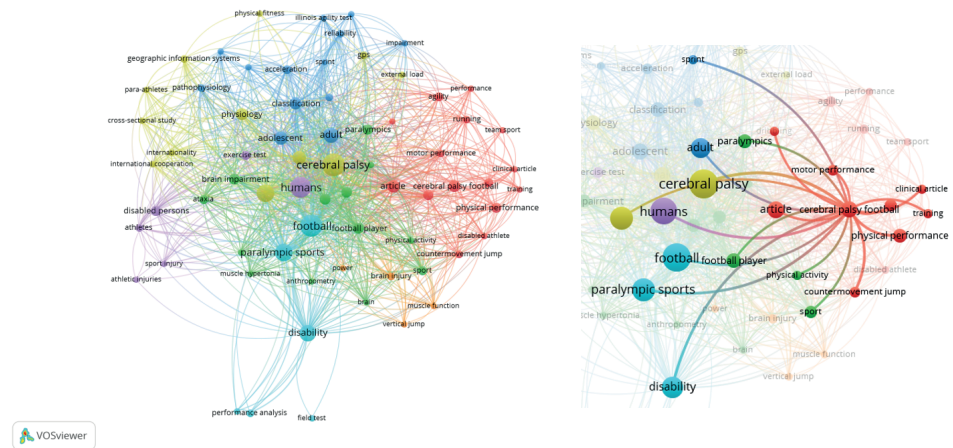 physical fitness
illinois agility test
reliability
impairment
geographic information systems
gps
sprint
acceleration
external load
para-athletes
pathophysiology
performance
agility
classification
cross-sectional study
physiology
running
adolescent
adult
paralympics
team sport
internationality
international cooperation
exercise test
cerebral palsy
motor performance
clinical article
brain impairment
humans
article
cerebral palsy football
training
ataxia
disabled persons
physical performance
athletes
football
football player
disabled athlete
physical activity
paralympic sports
countermovement jump
sport injury
athletic injuries
muscle hypertonia
anthropometry
power
brain injury
sport
brain
muscle function
disability
vertical jump
performance analysis
field test
VOSviewer
gps
sprint
acceleration
external load
performance
agility
classification
physiology
running
adolescent
adult
paralympics
team sport
exercise test
cerebral palsy
motor performance
clinical article
pairment
humans
article
cerebral palsy football
training
physical performance
football
football player
disabled athlete
physical activity
paralympic sports
countermovement jump
muscle hypertonia
anthropometry
power
brain injury
sport
brain
muscle function
disability
vertical jump